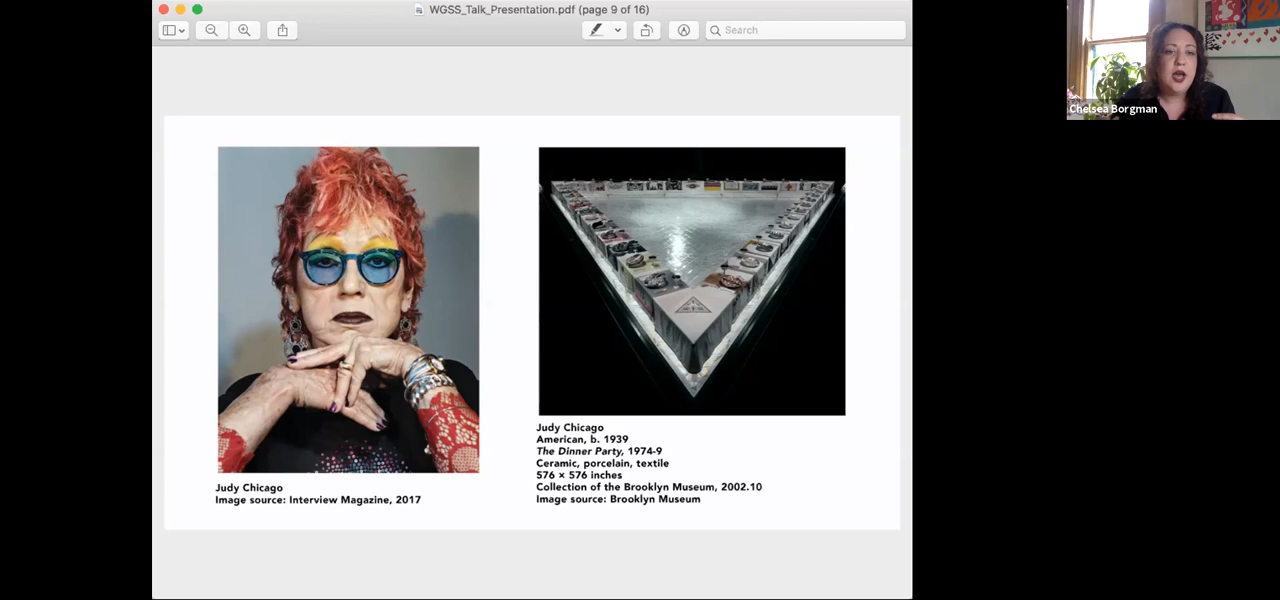 WGSS_Talk_Presentation.pdf (page 9 of 16)
Search
Chelsea Borgman
Judy Chicago
Image source: Interview Magazine, 2017
Judy Chicago
American, b. 1939
The Dinner Party, 1974-9
Ceramic, porcelain, textile
576 × 576 inches
Collection of the Brooklyn Museum, 2002.10
Image source: Brooklyn Museum